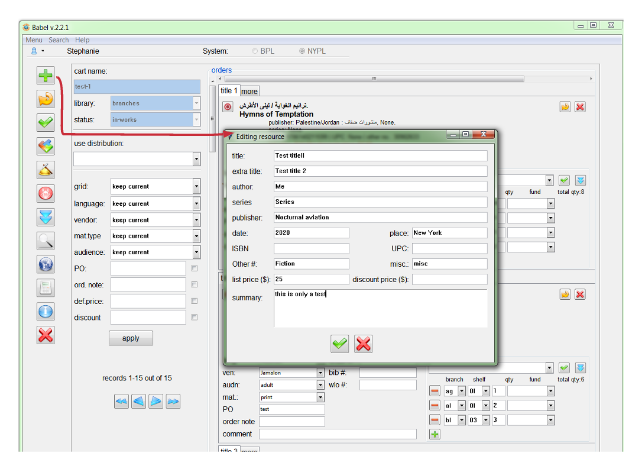 Babel v.2.2.1
Menu Search Help
Stephanie
System: BPL NYPL
cart name:
test#1
library: branches
status: in-works
use distribution:
grid: keep current
language: keep current
vendor: keep current
mat.type keep current
audience: keep current
PO:
ord. note:
def.price:
discount
apply
records 1-15 out of 15
orders
title 1 more
Hymns of Temptation
publisher: Palestine/Jordan : None,
qty fund total qty:8
Editing resource
title: Test title#1
extra title: Test title 2
author: Me
series: Series
publisher: Nocturnal aviation
date: 2020 place: New York
ISBN UPC:
Other #: Fiction misc.: misc
list price ($): 25 discount price ($):
summary: this is only a test
ven: bib #:
audn: adult wlo #:
mat.: print
PO test
order note
comment
branch shelf qty fund total qty:6
ag 01 1
al 01 2
bl 03 3
title 2 more